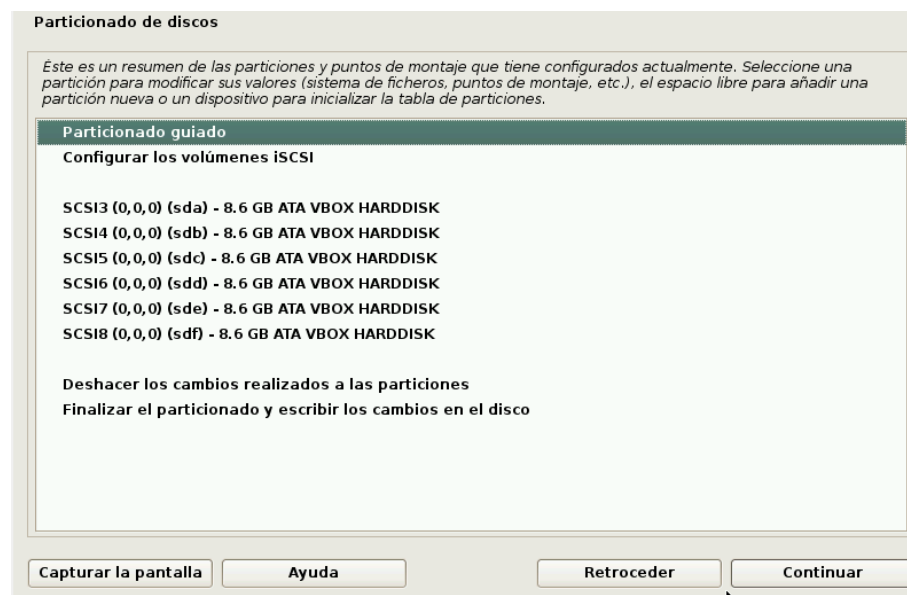 Particionado de discos
Éste es un resumen de las particiones y puntos de montaje que tiene configurados actualmente. Seleccione una
partición para modificar sus valores (sistema de ficheros, puntos de montaje, etc.), el espacio libre para añadir una
partición nueva o un dispositivo para inicializar la tabla de particiones.
Particionado guiado
Configurar los volúmenes iSCSI
SCSI3 (0,0,0) (sda) - 8.6 GB ATA VBOX HARDDISK
SCSI4 (0,0,0) (sdb) - 8.6 GB ATA VBOX HARDDISK
SCSI5 (0,0,0) (sdc) - 8.6 GB ATA VBOX HARDDISK
SCSI6 (0,0,0) (sdd) - 8.6 GB ATA VBOX HARDDISK
SCSI7 (0,0,0) (sde) - 8.6 GB ATA VBOX HARDDISK
SCSI8 (0,0,0) (sdf) - 8.6 GB ATA VBOX HARDDISK
Deshacer los cambios realizados a las particiones
Finalizar el particionado y escribir los cambios en el disco
Capturar la pantalla Ayuda Retroceder Continuar